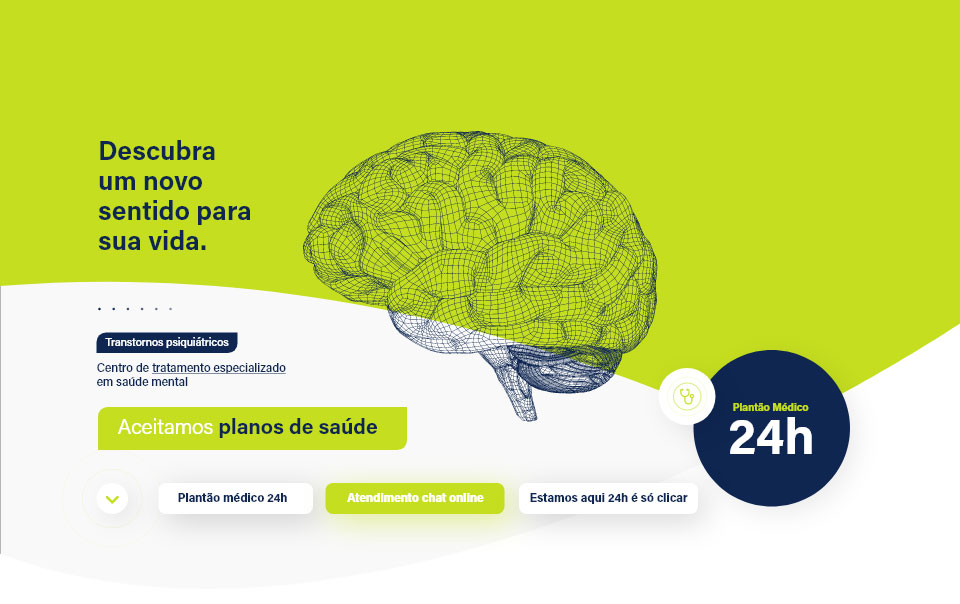 Descubra
um novo
sentido para
sua vida.
Transtornos psiquiátricos
Centro de tratamento especializado
em saúde mental
Aceitamos planos de saúde
Plantão Médico
24h
Plantão médico 24h
Atendimento chat online
Estamos aqui 24h é só clicar